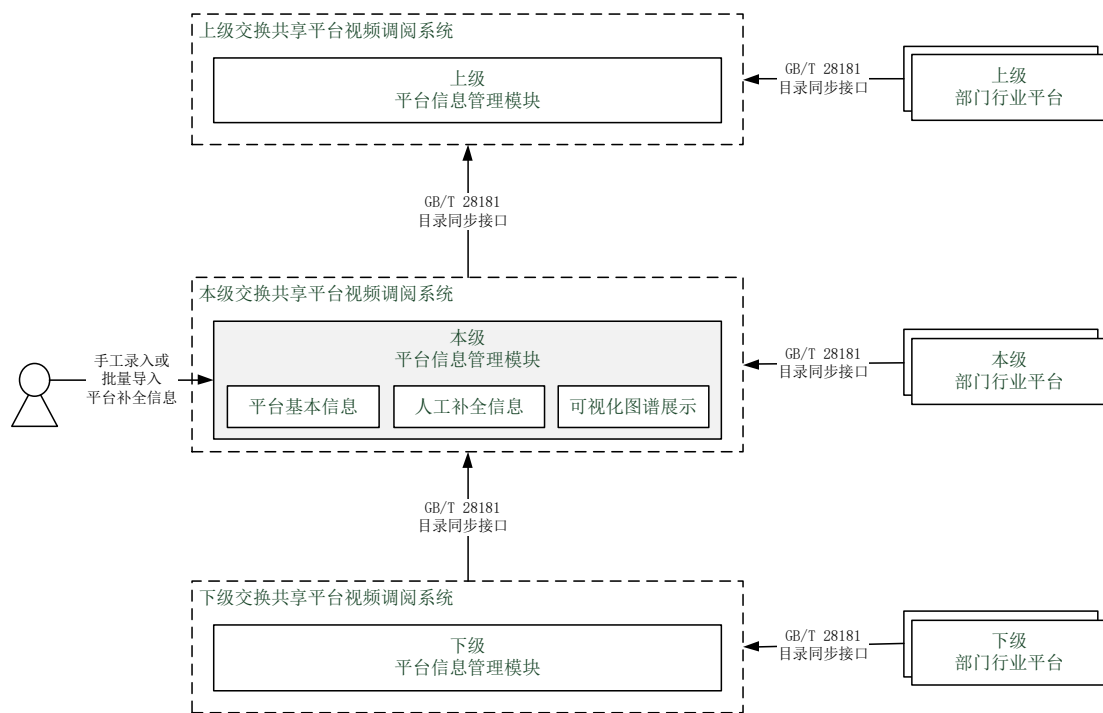 上级交换共享平台视频调阅系统
上级
平台信息管理模块
GB/T 28181
目录同步接口
上级
部门行业平台
GB/T 28181
目录同步接口
本级交换共享平台视频调阅系统
本级
平台信息管理模块
平台基本信息
人工补全信息
可视化图谱展示
手工录入或
批量导入
平台补全信息
GB/T 28181
目录同步接口
本级
部门行业平台
GB/T 28181
目录同步接口
下级交换共享平台视频调阅系统
下级
平台信息管理模块
GB/T 28181
目录同步接口
下级
部门行业平台